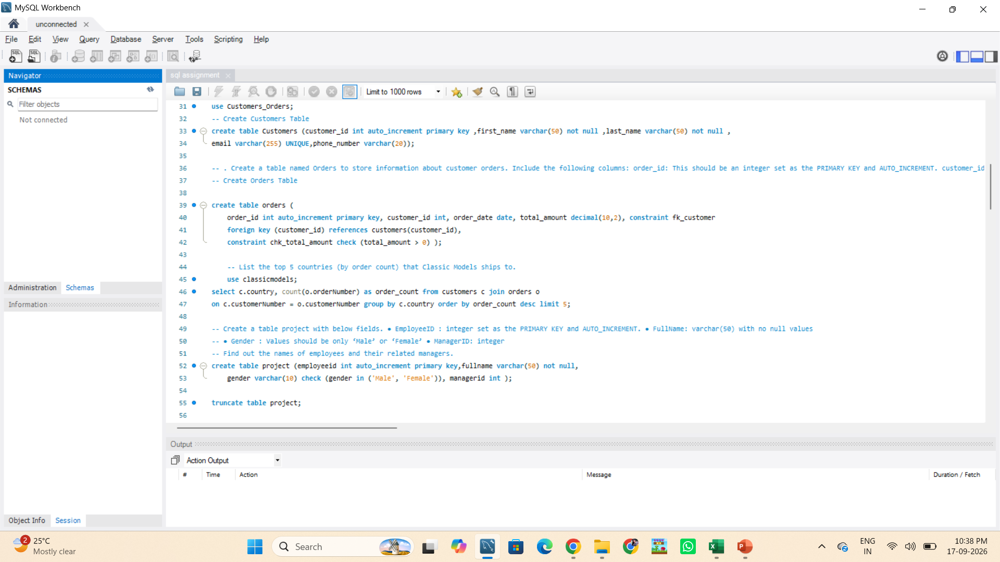 MySQL Workbench
unconnected
File Edit View Query Database Server Tools Scripting Help
Navigator
SCHEMAS
Filter objects
Not connected
Administration Schemas
Information
Object Info Session
sql assignment
Limit to 1000 rows
31 use Customers_Orders;
32 -- Create Customers Table
33 create table Customers (customer_id int auto_increment primary key ,first_name varchar(50) not null ,last_name varchar(50) not null ,
34 email varchar(255) UNIQUE,phone_number varchar(20));
35
36 -- . Create a table named Orders to store information about customer orders. Include the following columns: order_id: This should be an integer set as the PRIMARY KEY and AUTO_INCREMENT. customer_id
37 -- Create Orders Table
38
39 create table orders (
40 order_id int auto_increment primary key, customer_id int, order_date date, total_amount decimal(10,2), constraint fk_customer
41 foreign key (customer_id) references customers(customer_id),
42 constraint chk_total_amount check (total_amount > 0) );
43
44 -- List the top 5 countries (by order count) that Classic Models ships to.
45 use classicmodels;
46 select c.country, count(o.orderNumber) as order_count from customers c join orders o
47 on c.customerNumber = o.customerNumber group by c.country order by order_count desc limit 5;
48
49 -- Create a table project with below fields. ● EmployeeID : integer set as the PRIMARY KEY and AUTO_INCREMENT. ● FullName: varchar(50) with no null values
50 -- ● Gender : Values should be only ‘Male’ or ‘Female’ ● ManagerID: integer
51 -- Find out the names of employees and their related managers.
52 create table project (employeeid int auto_increment primary key,fullname varchar(50) not null,
53 gender varchar(10) check (gender in ('Male', 'Female')), managerid int );
54
55 truncate table project;
56
Output
Action Output
# Time Action Message Duration / Fetch
2
25°C
Mostly clear
Search
ENG
IN
10:38 PM
17-09-2026